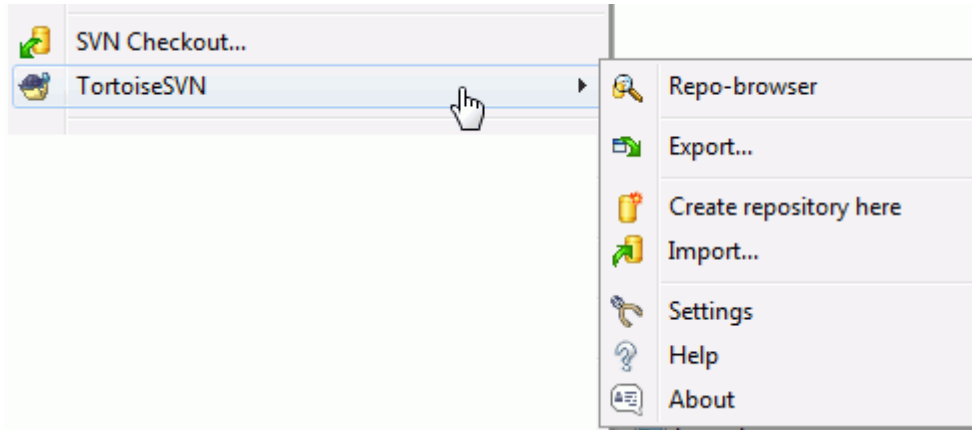 SVN Checkout...
TortoiseSVN
Repo-browser
Export...
Create repository here
Import...
Settings
Help
About